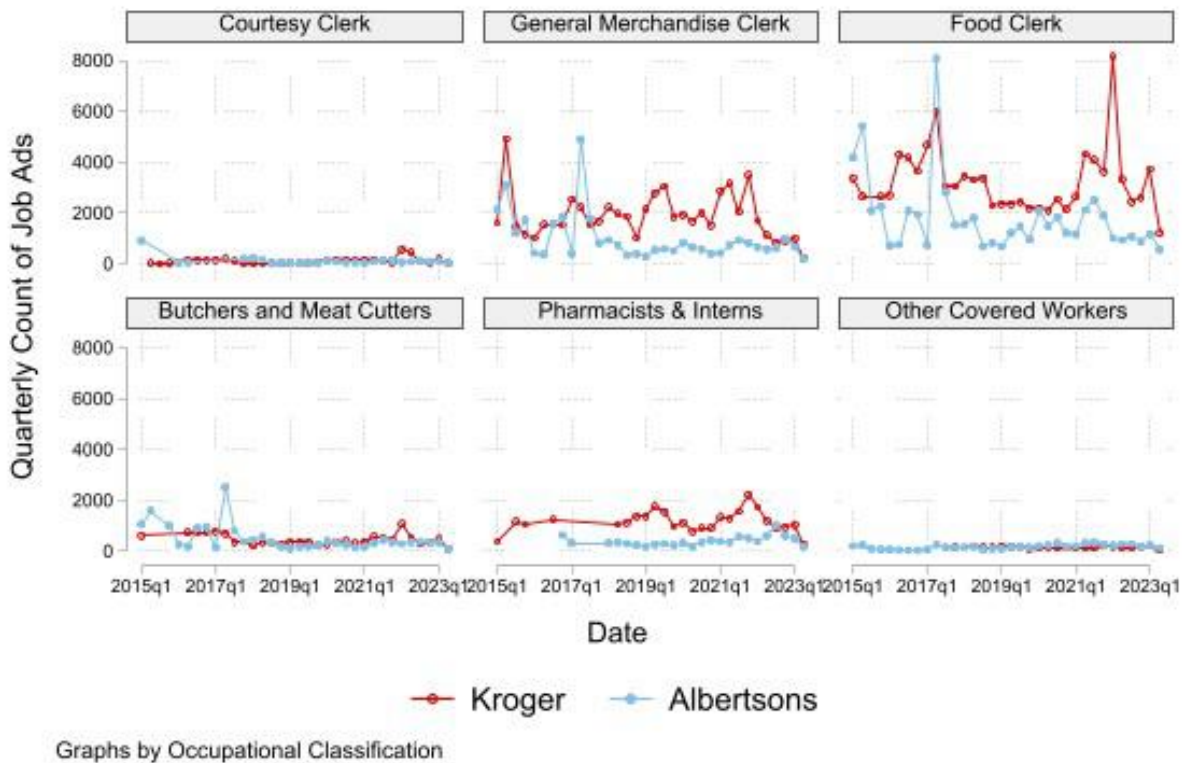 Courtesy Clerk
General Merchandise Clerk
Food Clerk
8000
6000
4000
2000
0
Butchers and Meat Cutters
Pharmacists & Interns
Other Covered Workers
8000
6000
4000
2000
0
2015q1 2017q1 2019q1 2021q1 2023q1
2015q1 2017q1 2019q1 2021q1 2023q1
2015q1 2017q1 2019q1 2021q1 2023q1
Quarterly Count of Job Ads
Date
Kroger Albertsons
Graphs by Occupational Classification